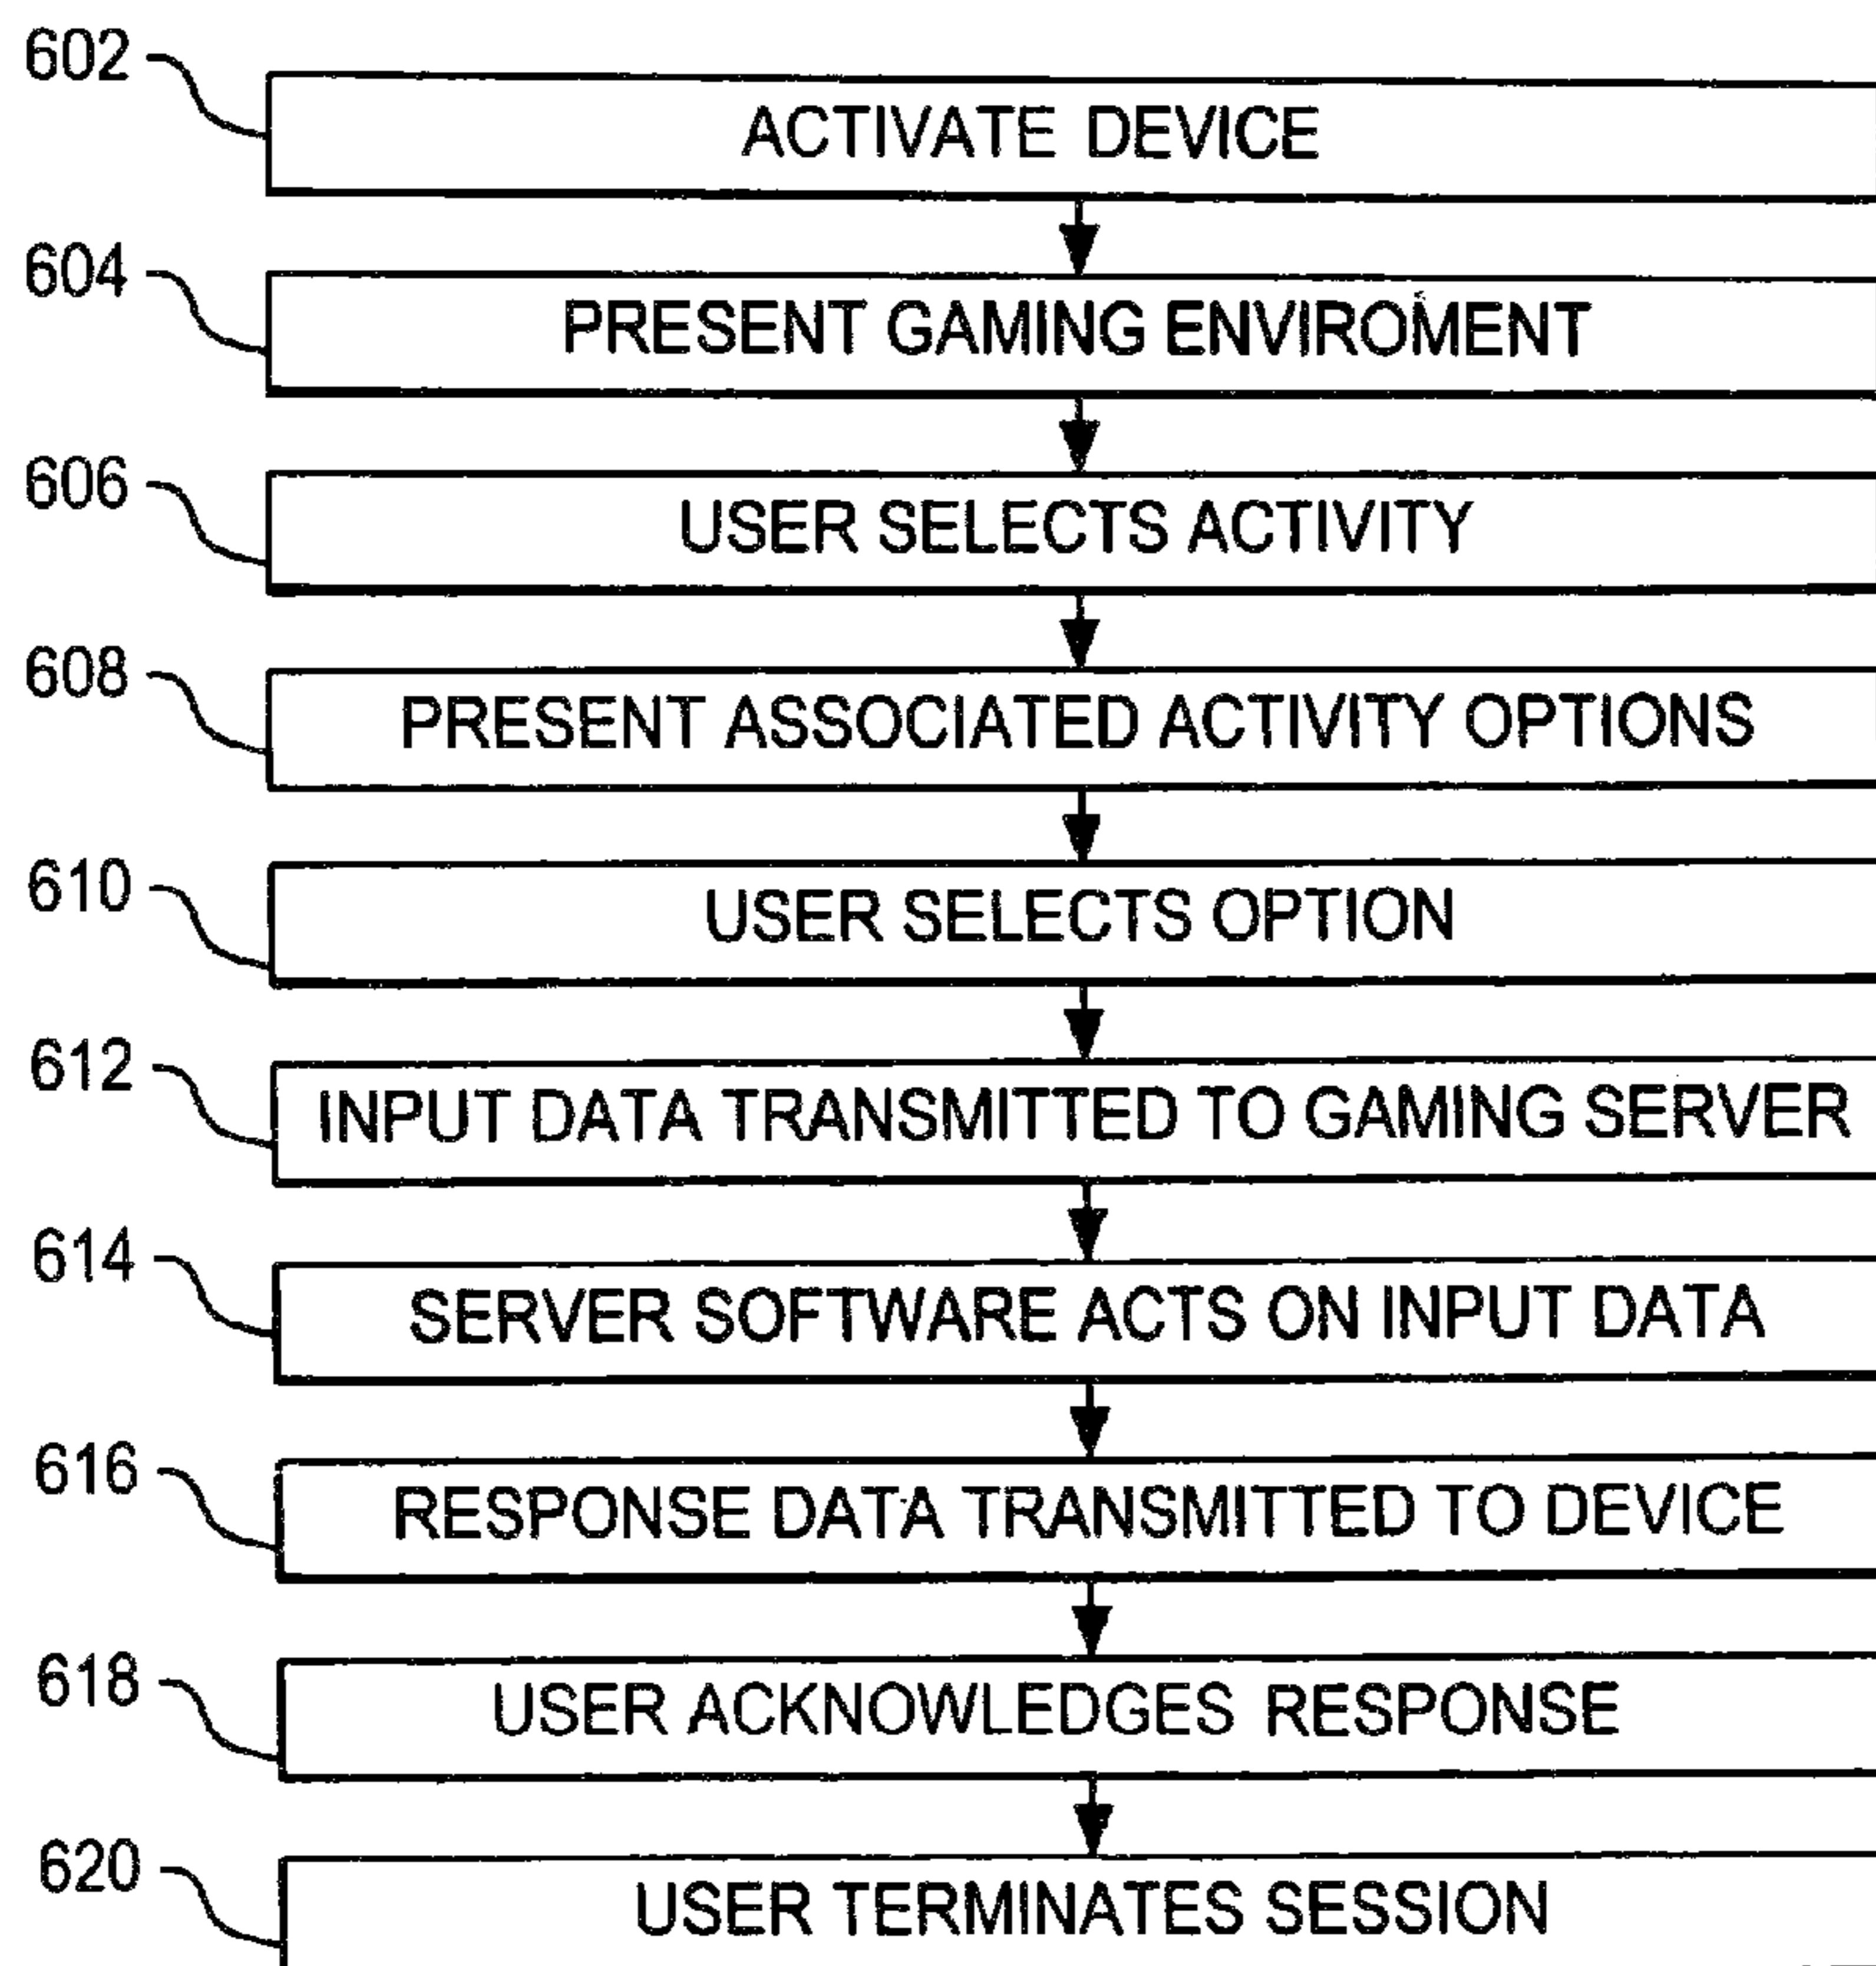 602
ACTIVATE DEVICE
604
PRESENT GAMING ENVIROMENT
606
USER SELECTS ACTIVITY
608
PRESENT ASSOCIATED ACTIVITY OPTIONS
610
USER SELECTS OPTION
612
INPUT DATA TRANSMITTED TO GAMING SERVER
614
SERVER SOFTWARE ACTS ON INPUT DATA
616
RESPONSE DATA TRANSMITTED TO DEVICE
618
USER ACKNOWLEDGES RESPONSE
620
USER TERMINATES SESSION